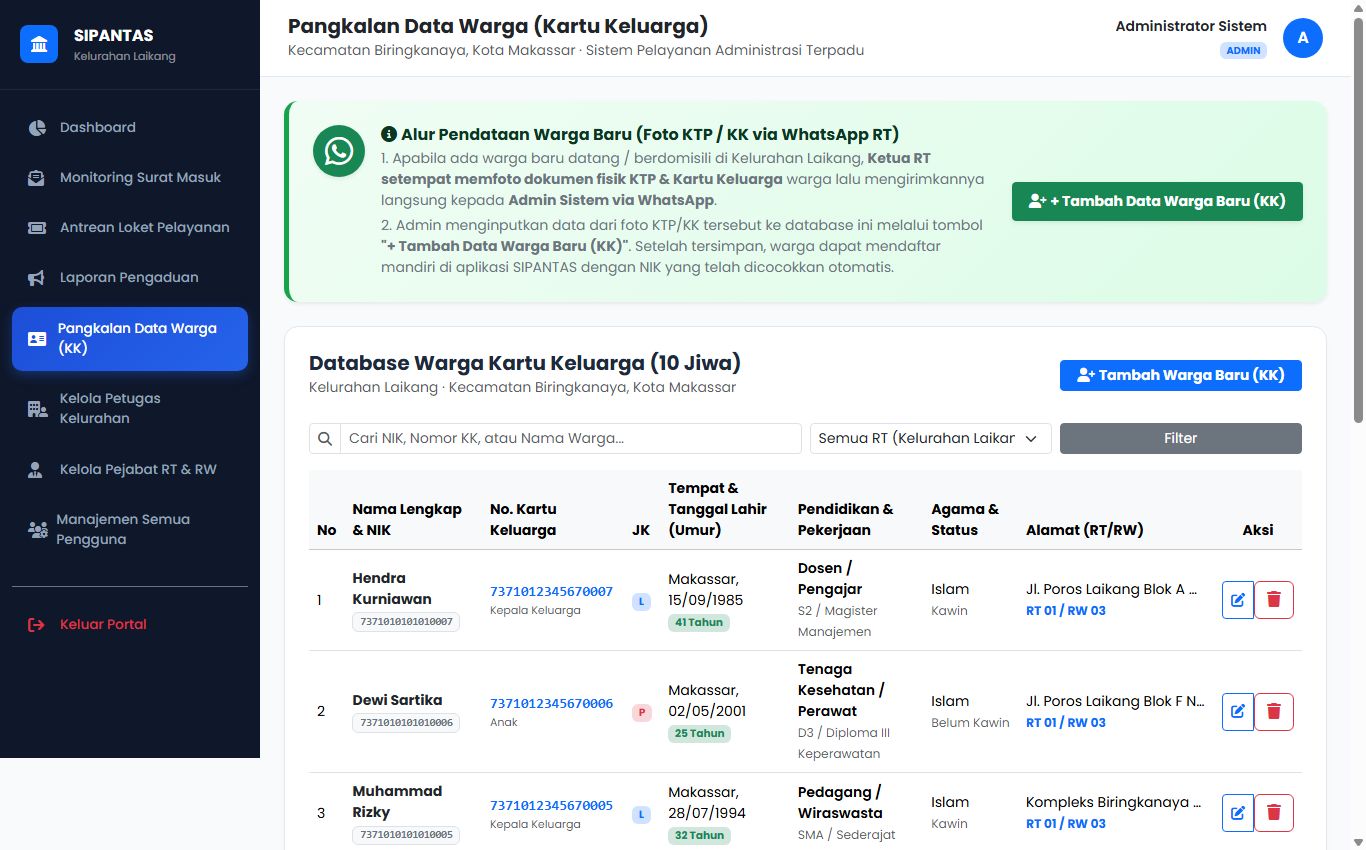 SIPANTAS
Kelurahan Laikang
Dashboard
Monitoring Surat Masuk
Antrean Loket Pelayanan
Laporan Pengaduan
Pangkalan Data Warga
(KK)
Kelola Petugas
Kelurahan
Kelola Pejabat RT & RW
Manajemen Semua
Pengguna
Keluar Portal
Pangkalan Data Warga (Kartu Keluarga)
Kecamatan Biringkanaya, Kota Makassar · Sistem Pelayanan Administrasi Terpadu
Administrator Sistem
ADMIN
A
Alur Pendataan Warga Baru (Foto KTP / KK via WhatsApp RT)
1. Apabila ada warga baru datang / berdomisili di Kelurahan Laikang, Ketua RT
setempat memfoto dokumen fisik KTP & Kartu Keluarga warga lalu mengirimkannya
langsung kepada Admin Sistem via WhatsApp.
2. Admin menginputkan data dari foto KTP/KK tersebut ke database ini melalui tombol
"+ Tambah Data Warga Baru (KK)". Setelah tersimpan, warga dapat mendaftar
mandiri di aplikasi SIPANTAS dengan NIK yang telah dicocokkan otomatis.
+ Tambah Data Warga Baru (KK)
Database Warga Kartu Keluarga (10 Jiwa)
Kelurahan Laikang · Kecamatan Biringkanaya, Kota Makassar
Tambah Warga Baru (KK)
Cari NIK, Nomor KK, atau Nama Warga...
Semua RT (Kelurahan Laikar
Filter
No
Nama Lengkap
& NIK
No. Kartu
Keluarga
JK
Tempat &
Tanggal Lahir
(Umur)
Pendidikan &
Pekerjaan
Agama &
Status
Alamat (RT/RW)
Aksi
1
Hendra
Kurniawan
7371010101010007
7371012345670007
Kepala Keluarga
L
Makassar,
15/09/1985
41 Tahun
Dosen /
Pengajar
S2 / Magister
Manajemen
Islam
Kawin
Jl. Poros Laikang Blok A ...
RT 01 / RW 03
2
Dewi Sartika
7371010101010006
7371012345670006
Anak
P
Makassar,
02/05/2001
25 Tahun
Tenaga
Kesehatan /
Perawat
D3 / Diploma III
Keperawatan
Islam
Belum Kawin
Jl. Poros Laikang Blok F N...
RT 01 / RW 03
3
Muhammad
Rizky
7371010101010005
7371012345670005
Kepala Keluarga
L
Makassar,
28/07/1994
32 Tahun
Pedagang /
Wiraswasta
SMA / Sederajat
Islam
Kawin
Kompleks Biringkanaya ...
RT 01 / RW 03